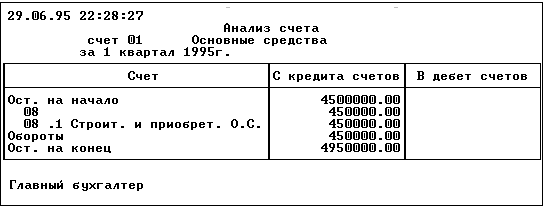 29.06.95 22:28:27
Анализ счета
счет 01 Основные средства
за 1 квартал 1995г.
Счет С кредита счетов В дебет счетов
Ост. на начало 4500000.00
08 450000.00
08 .1 Строит. и приобрет. О.С. 450000.00
Обороты 450000.00
Ост. на конец 4950000.00
Главный бухгалтер